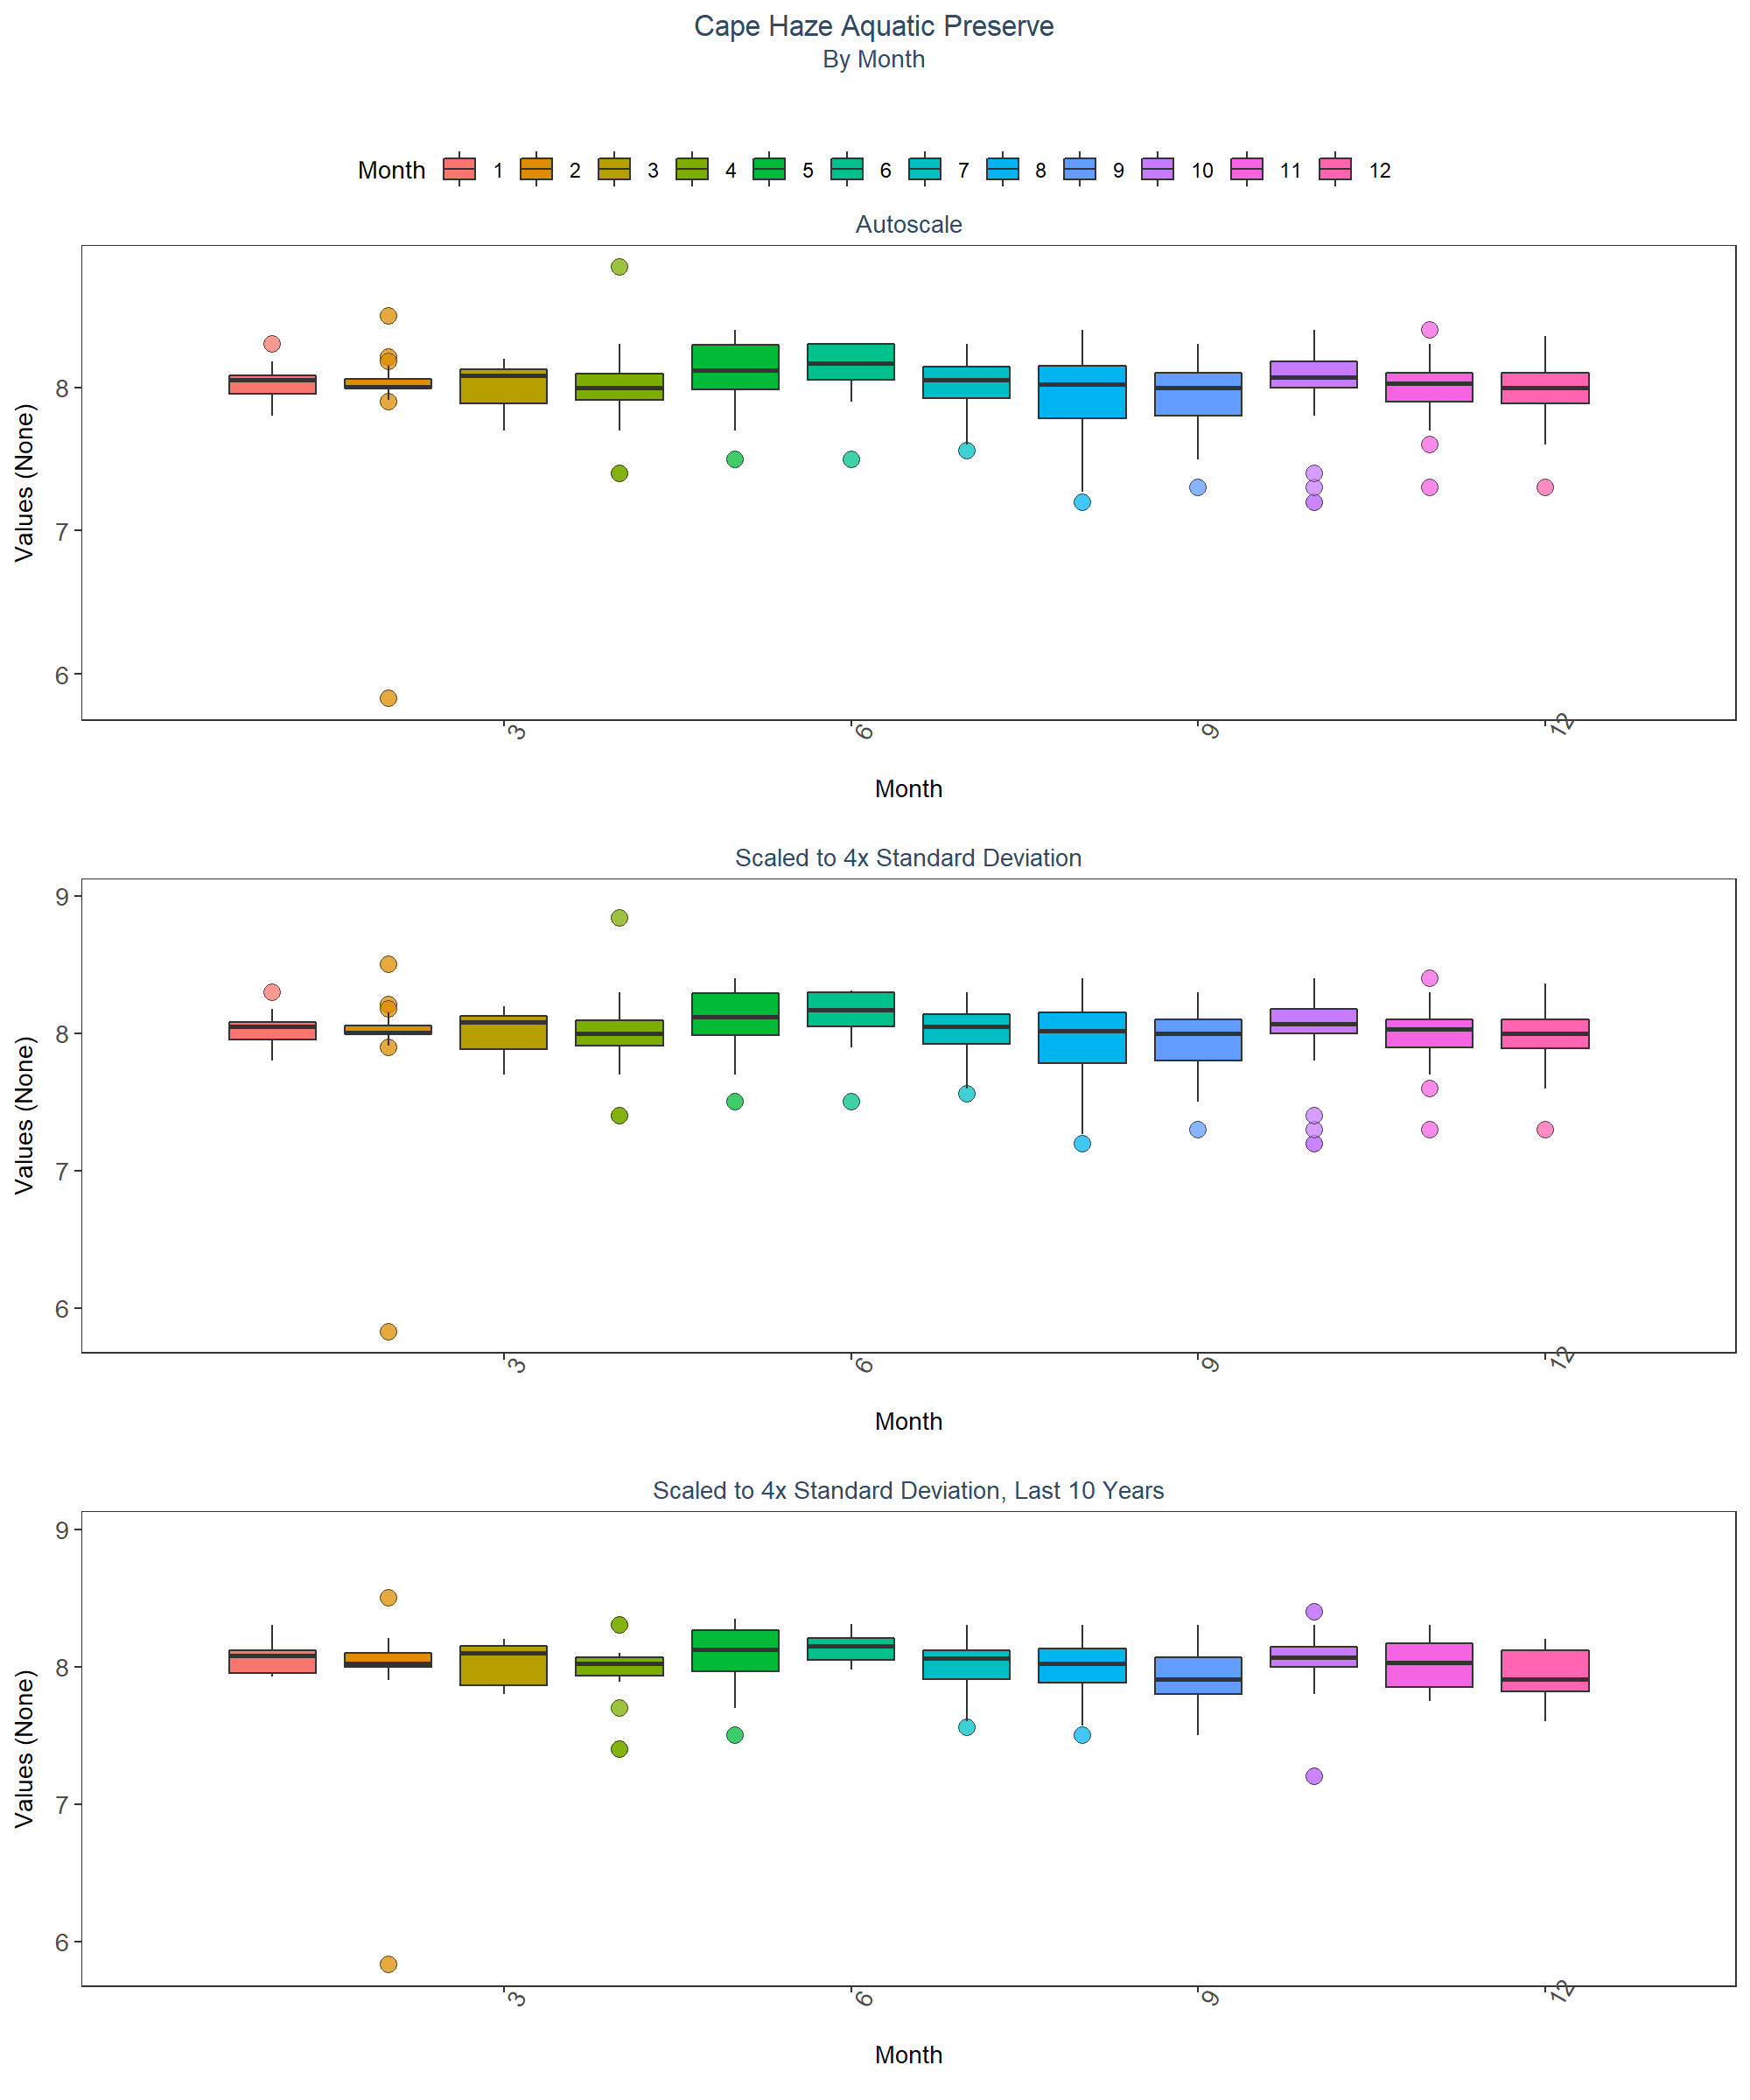 Cape Haze Aquatic Preserve
By Month
Month 1 2 3 4 5 6 7 8 9 10 11 12
Autoscale
Values (None)
8
7
6
3 6 9 12
Month
Scaled to 4x Standard Deviation
Values (None)
9
8
7
6
3 6 9 12
Month
Scaled to 4x Standard Deviation, Last 10 Years
Values (None)
9
8
7
6
3 6 9 12
Month